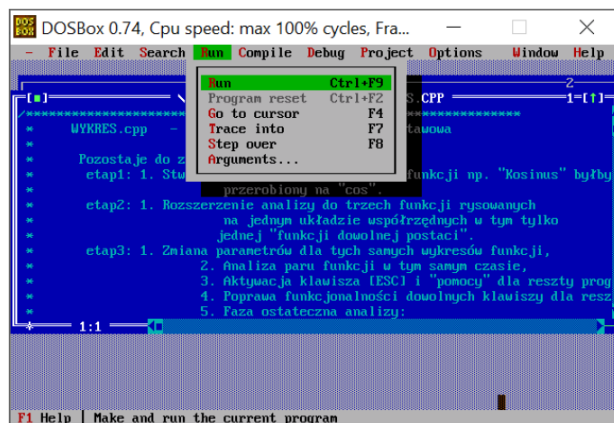 DOS BOX DOSBox 0.74, Cpu speed: max 100% cycles, Fra...
File Edit Search Run Compile Debug Project Options Window Help
2
[■] S.CPP 1=[↑]
Run Ctrl+F9
Program reset Ctrl+F2
Go to cursor F4
Trace into F7
Step over F8
Arguments...
* WYKRES.cpp - tawowa
* Pozostaje do z
* etap1: 1. Stw funkcji np. "Kosinus" byłby
* przerobiony na "cos".
* etap2: 1. Rozszerzenie analizy do trzech funkcji rysowanych
* na jednym układzie współrzędnych w tym tylko
* jednej "funkcji dowolnej postaci".
* etap3: 1. Zmiana parametrów dla tych samych wykresów funkcji,
* 2. Analiza paru funkcji w tym samym czasie,
* 3. Aktywacja klawisza [ESC] i "pomocy" dla reszty prog
* 4. Poprawa funkcjonalności dowolnych klawiszy dla resz
* 5. Faza ostateczna analizy:
1:1
F1 Help | Make and run the current program